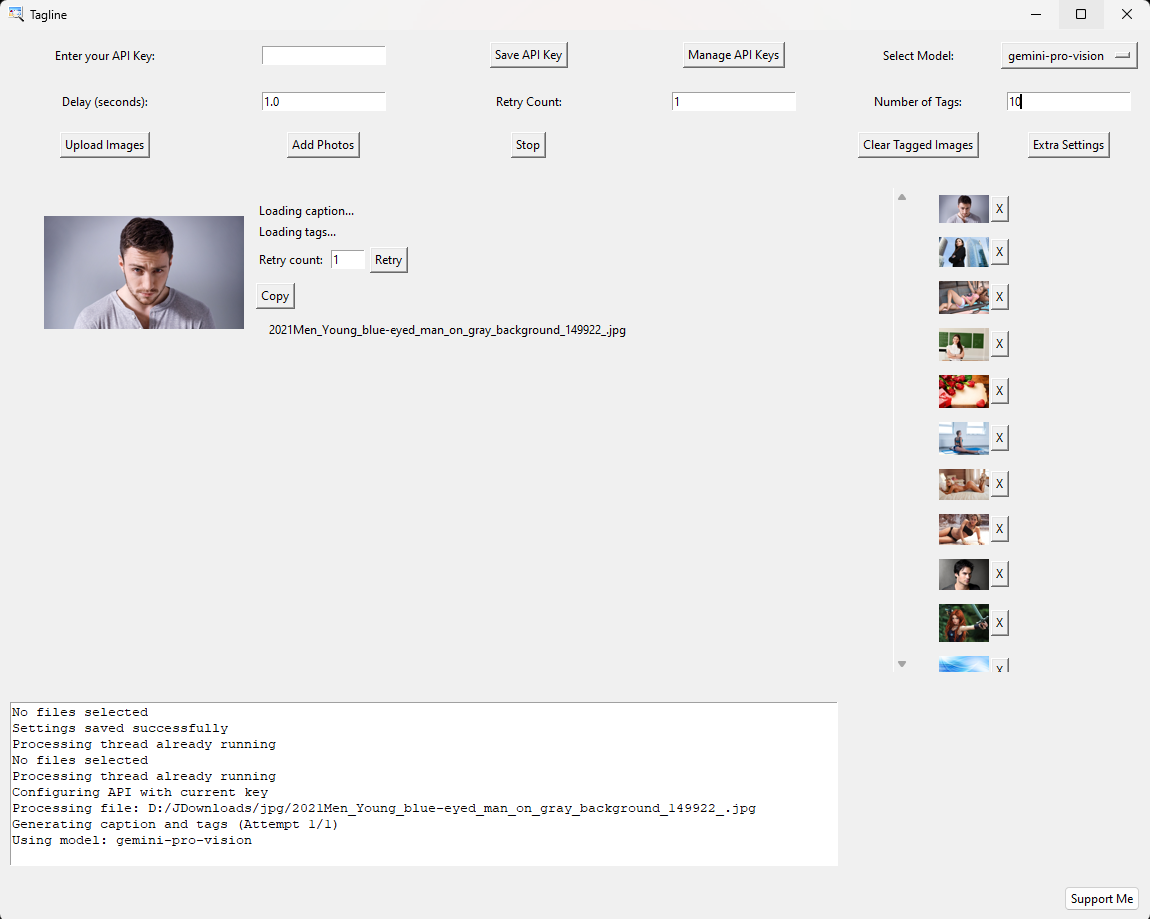 Tagline
Enter your API Key:
Save API Key
Manage API Keys
Select Model:
gemini-pro-vision
Delay (seconds):
1.0
Retry Count:
1
Number of Tags:
10
Upload Images
Add Photos
Stop
Clear Tagged Images
Extra Settings
Loading caption...
Loading tags...
Retry count: 1 Retry
Copy
2021Men_Young_blue-eyed_man_on_gray_background_149922_.jpg
X
X
X
X
X
X
X
X
X
X
X
No files selected
Settings saved successfully
Processing thread already running
No files selected
Processing thread already running
Configuring API with current key
Processing file: D:/JDownloads/jpg/2021Men_Young_blue-eyed_man_on_gray_background_149922_.jpg
Generating caption and tags (Attempt 1/1)
Using model: gemini-pro-vision
Support Me